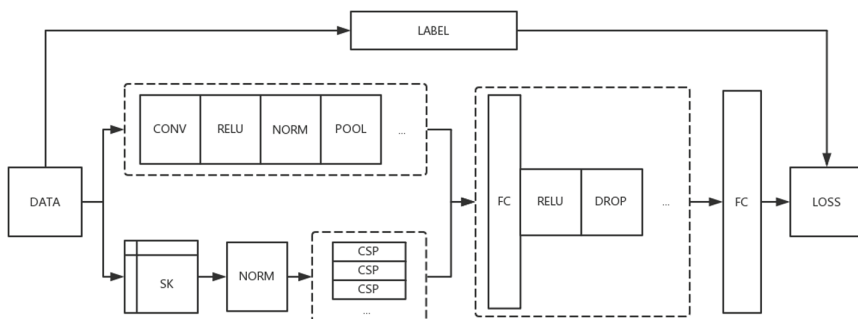 LABEL
CONV RELU NORM POOL ...
DATA
FC RELU DROP ...
FC
LOSS
SK
NORM
CSP
CSP
CSP
...